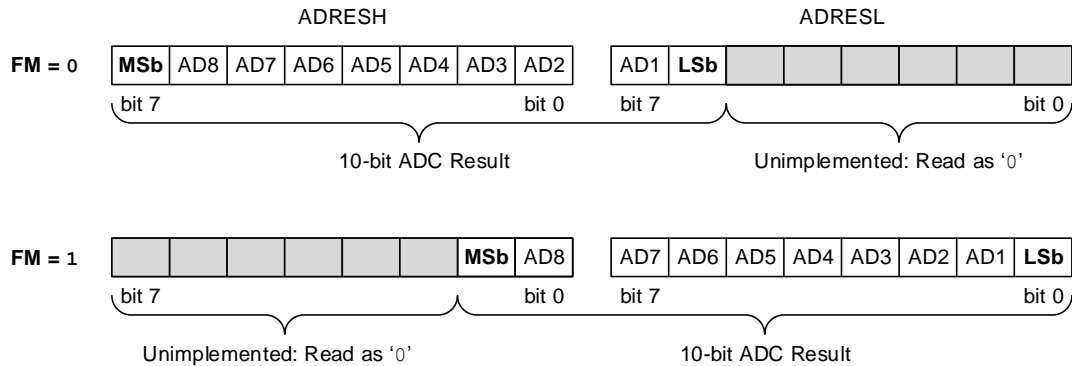 ADRESH ADRESL
FM = 0 MSb AD8 AD7 AD6 AD5 AD4 AD3 AD2 AD1 LSb
bit 7 bit 0 bit 7 bit 0
10-bit ADC Result Unimplemented: Read as ‘0’
FM = 1 MSb AD8 AD7 AD6 AD5 AD4 AD3 AD2 AD1 LSb
bit 7 bit 0 bit 7 bit 0
Unimplemented: Read as ‘0’ 10-bit ADC Result